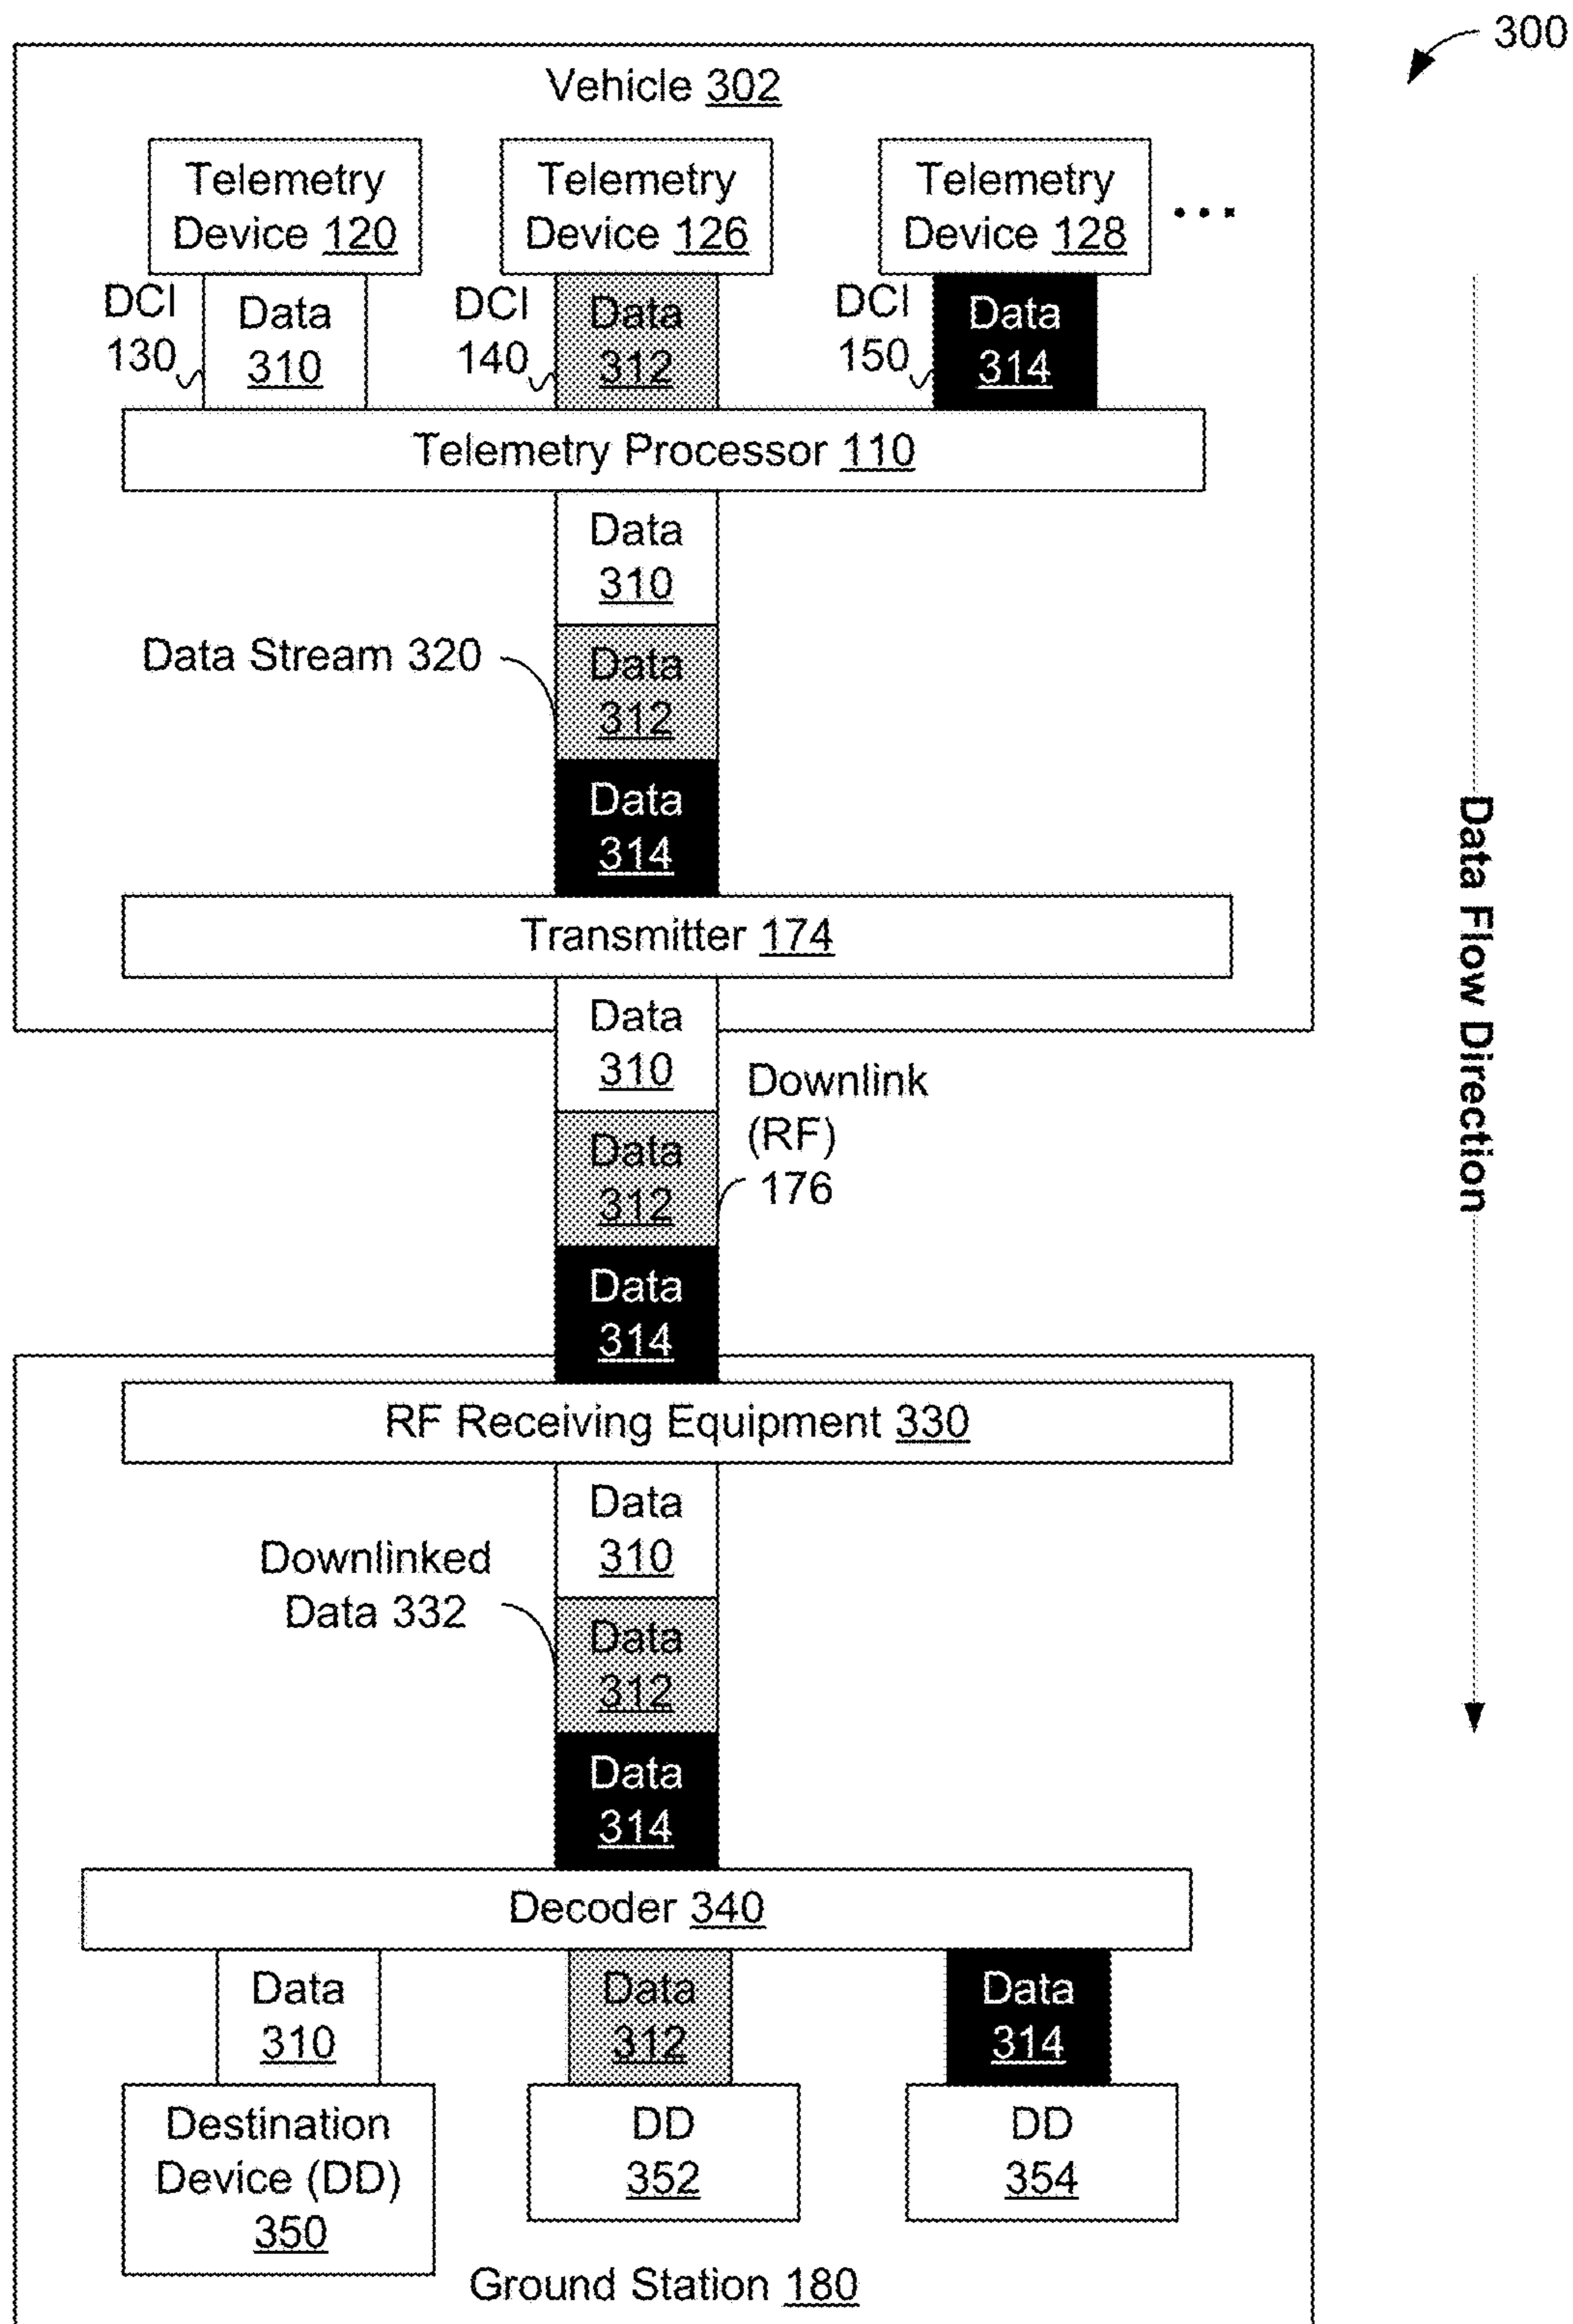 300
Vehicle 302
Telemetry
Device 120
Telemetry
Device 126
Telemetry
Device 128
...
DCI
130
Data
310
DCI
140
Data
312
DCI
150
Data
314
Telemetry Processor 110
Data
310
Data Stream 320
Data
312
Data
314
Transmitter 174
Data
310
Downlink
(RF)
176
Data
312
Data
314
Data Flow Direction
RF Receiving Equipment 330
Data
310
Downlinked
Data 332
Data
312
Data
314
Decoder 340
Data
310
Data
312
Data
314
Destination
Device (DD)
350
DD
352
DD
354
Ground Station 180